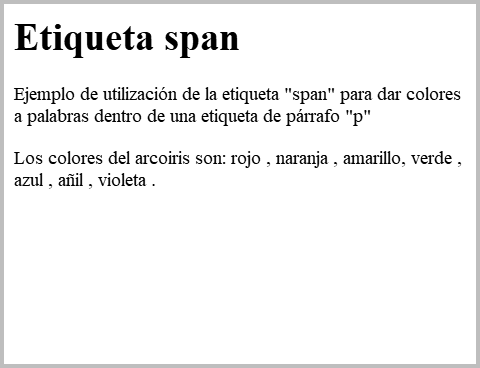 Etiqueta span
Ejemplo de utilización de la etiqueta "span" para dar colores
a palabras dentro de una etiqueta de párrafo "p"
Los colores del arcoiris son: rojo , naranja , amarillo, verde ,
azul , añil , violeta .